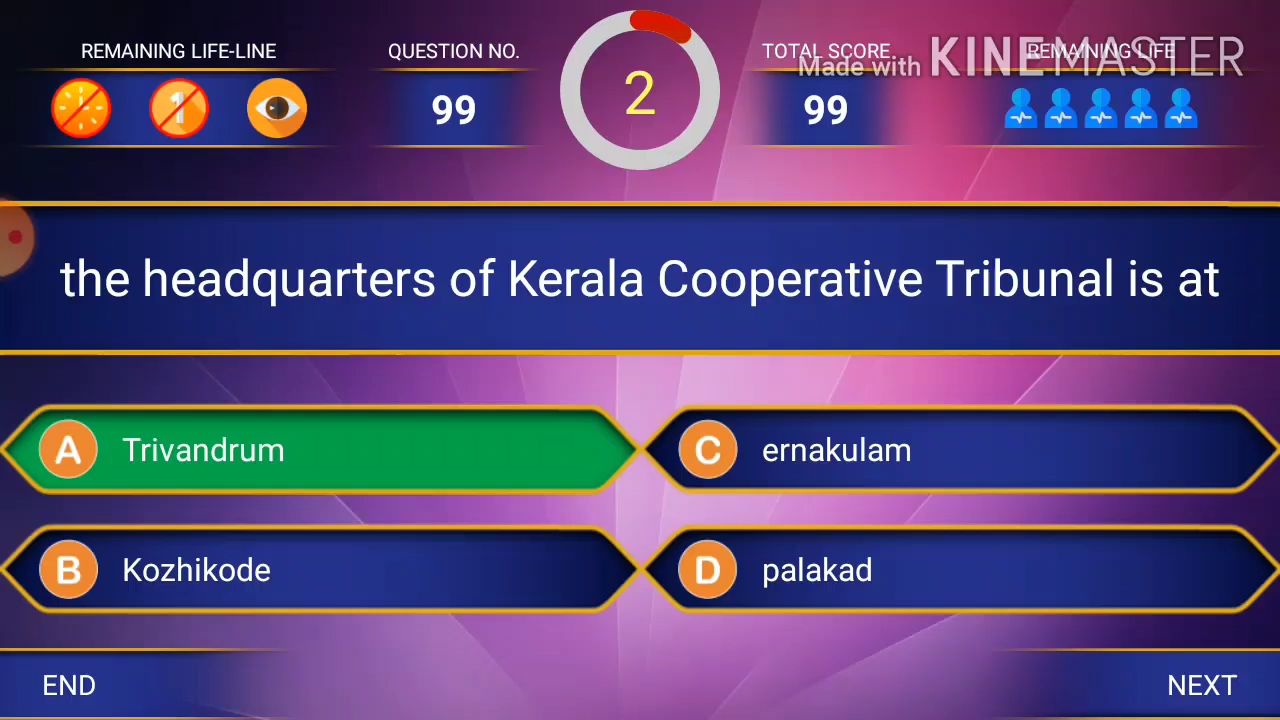 REMAINING LIFE-LINE
QUESTION NO.
TOTAL SCORE
REMAINING LIFE
Made with KINEMASTER
1
99
2
99
the headquarters of Kerala Cooperative Tribunal is at
A Trivandrum
C ernakulam
B Kozhikode
D palakad
END
NEXT